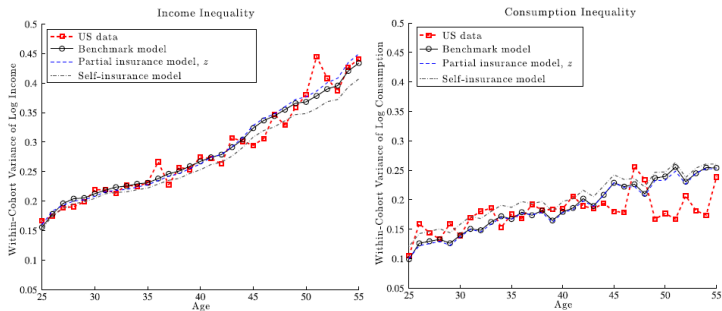 Income Inequality
Within-Cohort Variance of Log Income
0.5
0.45
0.4
0.35
0.3
0.25
0.2
0.15
0.1
0.05
US data
Benchmark model
Partial insurance model, z
Self-insurance model
25
30
35
40
45
50
55
Age
Consumption Inequality
Within-Cohort Variance of Log Consumption
0.5
0.45
0.4
0.35
0.3
0.25
0.2
0.15
0.1
0.05
US data
Benchmark model
Partial insurance model, z
Self-insurance model
25
30
35
40
45
50
55
Age